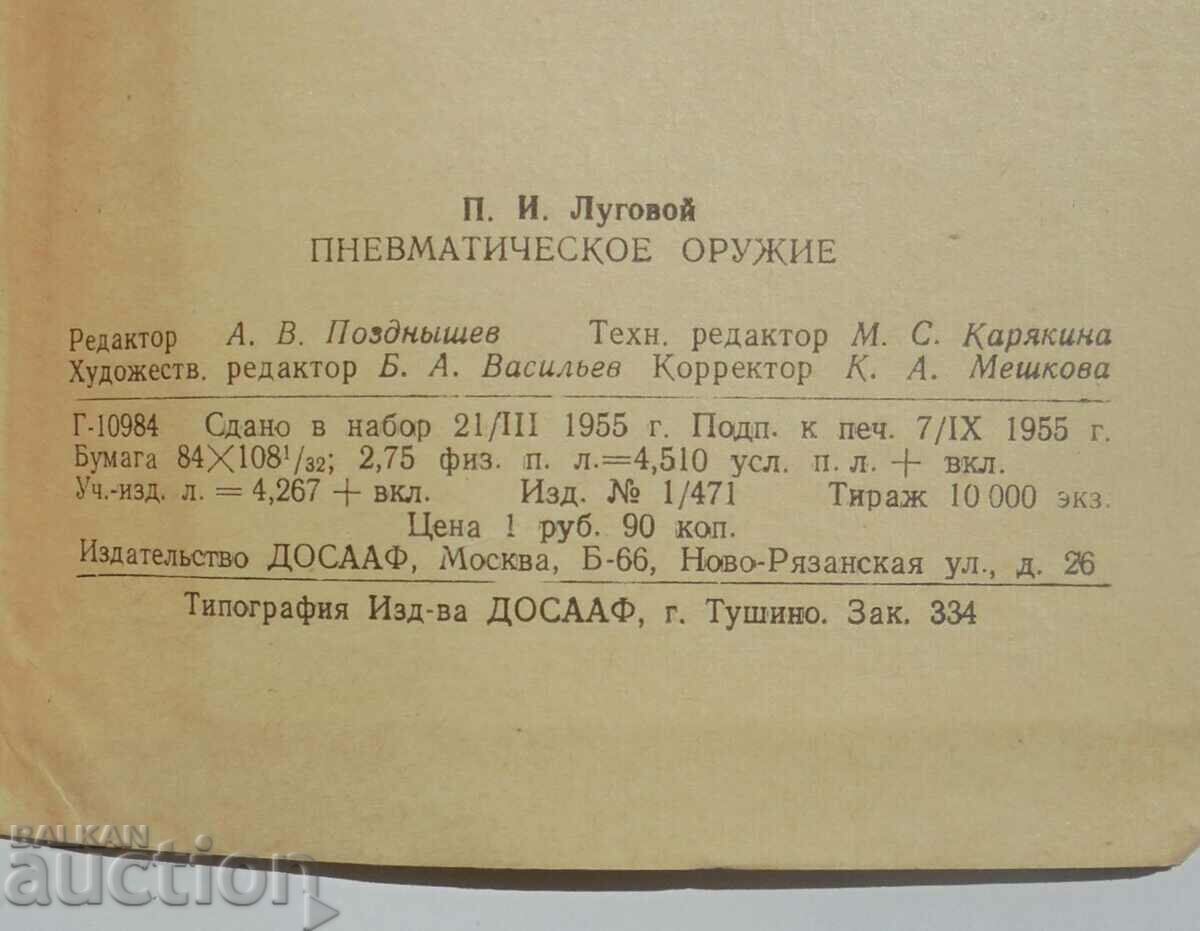 П. И. Луговой
ПНЕВМАТИЧЕСКОЕ ОРУЖИЕ
Редактор А. В. Позднышев Техн. редактор М. С. Карякина
Художеств. редактор Б. А. Васильев Корректор К. А. Мешкова
Г-10984 Сдано в набор 21/III 1955 г. Подп. к печ. 7/IX 1955 г.
Бумага 84×108¹/₃₂; 2,75 физ. п. л.=4,510 усл. п. л. + вкл.
Уч.-изд. л. = 4,267 + вкл. Изд. № 1/471 Тираж 10 000 экз.
Цена 1 руб. 90 коп.
Издательство ДОСААФ, Москва, Б-66, Ново-Рязанская ул., д. 26
Типография Изд-ва ДОСААФ, г. Тушино. Зак. 334
BALKAN
auction